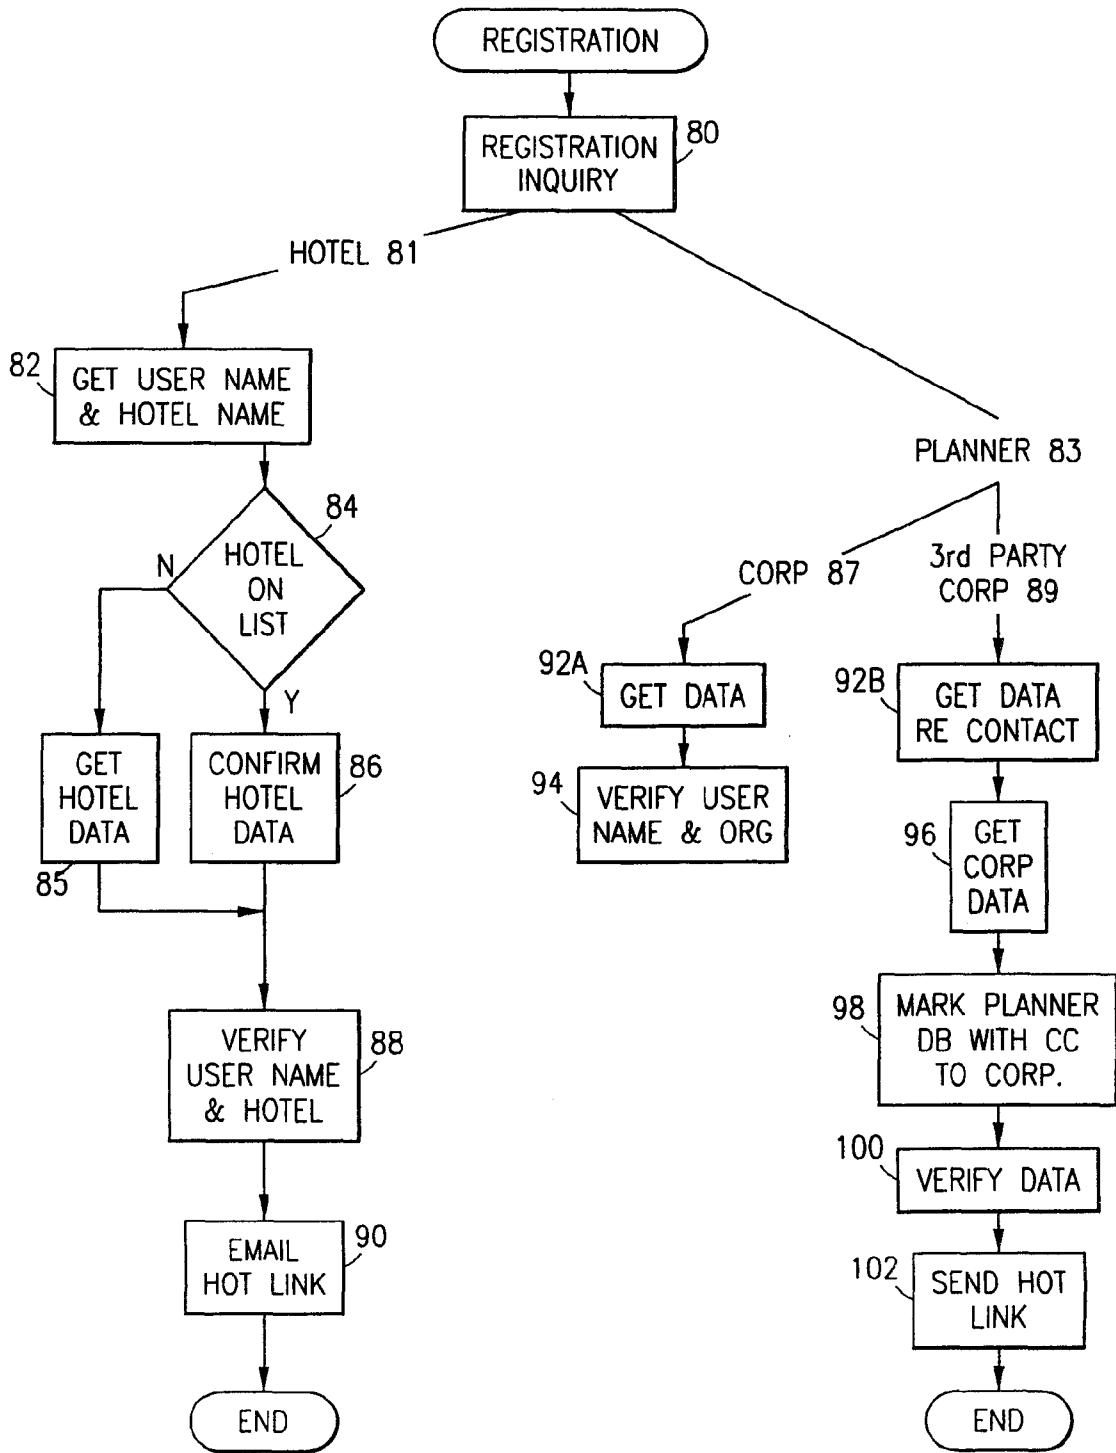 REGISTRATION
REGISTRATION
INQUIRY
80
HOTEL 81
82
GET USER NAME
& HOTEL NAME
84
HOTEL
ON
LIST
N
Y
GET
HOTEL
DATA
85
CONFIRM
HOTEL
DATA
86
VERIFY
USER NAME
& HOTEL
88
EMAIL
HOT LINK
90
END
PLANNER 83
CORP 87
92A
GET DATA
94
VERIFY USER
NAME & ORG
3rd PARTY
CORP 89
92B
GET DATA
RE CONTACT
96
GET
CORP
DATA
98
MARK PLANNER
DB WITH CC
TO CORP.
100
VERIFY DATA
102
SEND HOT
LINK
END